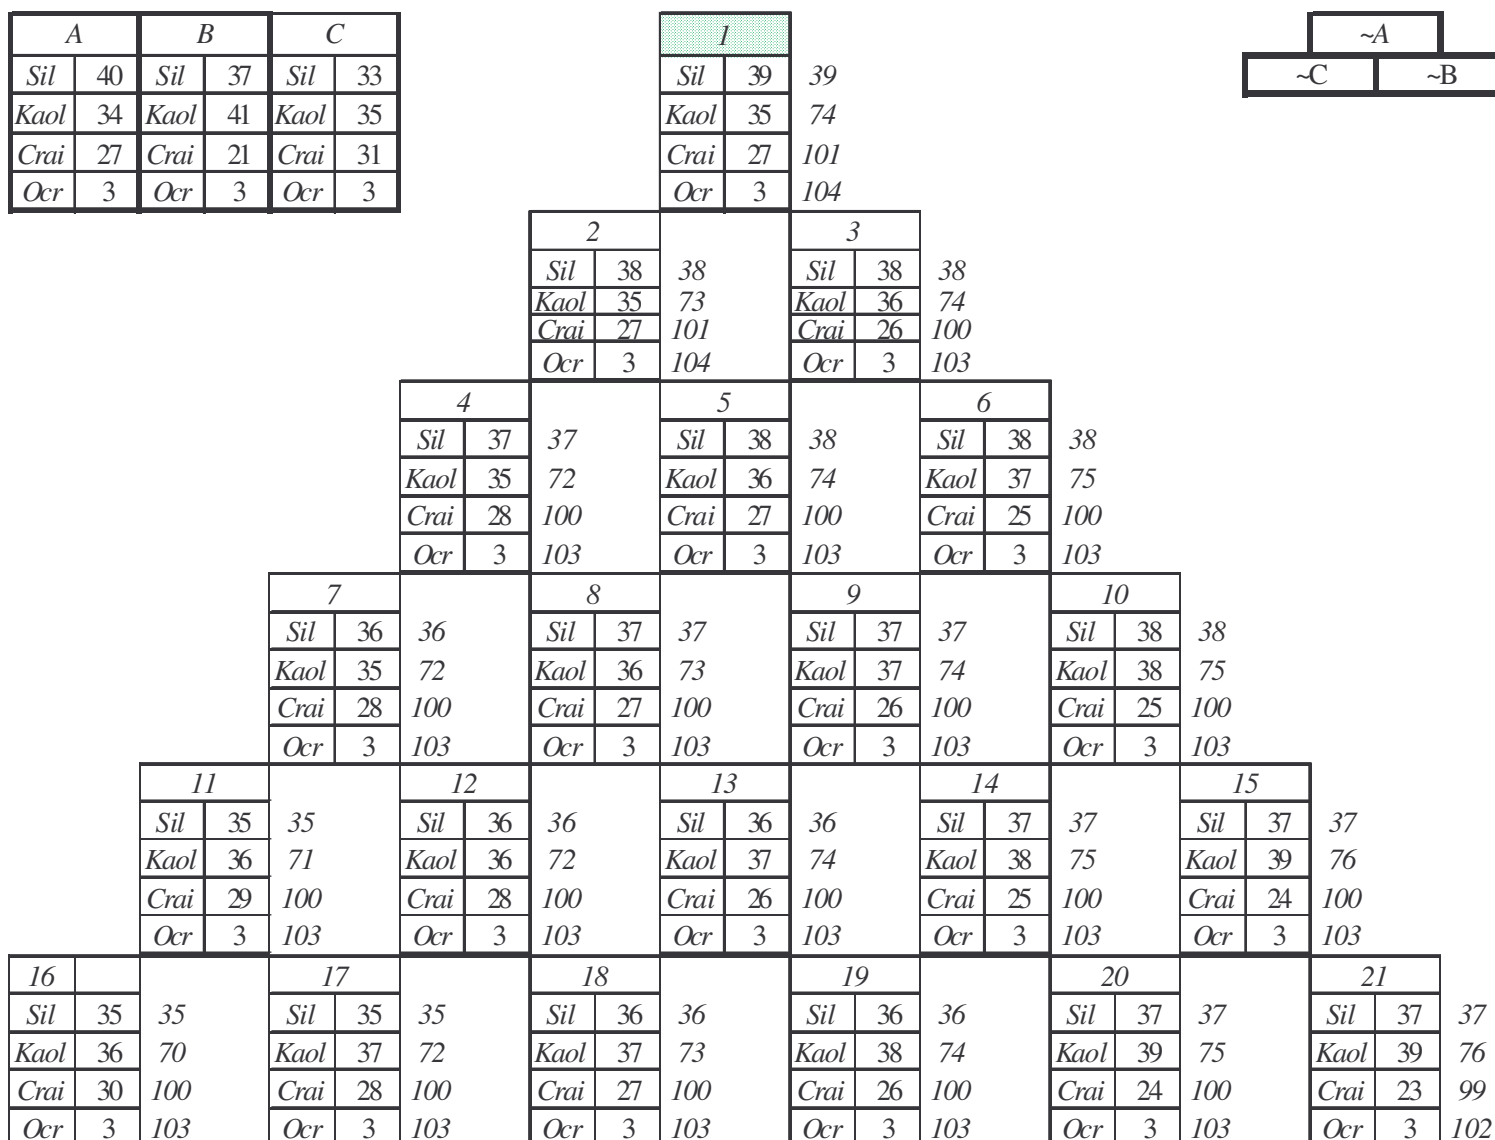 A B C
Sil 40 Sil 37 Sil 33
Kaol 34 Kaol 41 Kaol 35
Crai 27 Crai 21 Crai 31
Ocr 3 Ocr 3 Ocr 3
1
Sil 39 39
Kaol 35 74
Crai 27 101
Ocr 3 104
~A
~C ~B
2 3
Sil 38 38 Sil 38 38
Kaol 35 73 Kaol 36 74
Crai 27 101 Crai 26 100
Ocr 3 104 Ocr 3 103
4 5 6
Sil 37 37 Sil 38 38 Sil 38 38
Kaol 35 72 Kaol 36 74 Kaol 37 75
Crai 28 100 Crai 27 100 Crai 25 100
Ocr 3 103 Ocr 3 103 Ocr 3 103
7 8 9 10
Sil 36 36 Sil 37 37 Sil 37 37 Sil 38 38
Kaol 35 72 Kaol 36 73 Kaol 37 74 Kaol 38 75
Crai 28 100 Crai 27 100 Crai 26 100 Crai 25 100
Ocr 3 103 Ocr 3 103 Ocr 3 103 Ocr 3 103
11 12 13 14 15
Sil 35 35 Sil 36 36 Sil 36 36 Sil 37 37 Sil 37 37
Kaol 36 71 Kaol 36 72 Kaol 37 74 Kaol 38 75 Kaol 39 76
Crai 29 100 Crai 28 100 Crai 26 100 Crai 25 100 Crai 24 100
Ocr 3 103 Ocr 3 103 Ocr 3 103 Ocr 3 103 Ocr 3 103
16 17 18 19 20 21
Sil 35 35 Sil 35 35 Sil 36 36 Sil 36 36 Sil 37 37 Sil 37 37
Kaol 36 70 Kaol 37 72 Kaol 37 73 Kaol 38 74 Kaol 39 75 Kaol 39 76
Crai 30 100 Crai 28 100 Crai 27 100 Crai 26 100 Crai 24 100 Crai 23 99
Ocr 3 103 Ocr 3 103 Ocr 3 103 Ocr 3 103 Ocr 3 103 Ocr 3 102